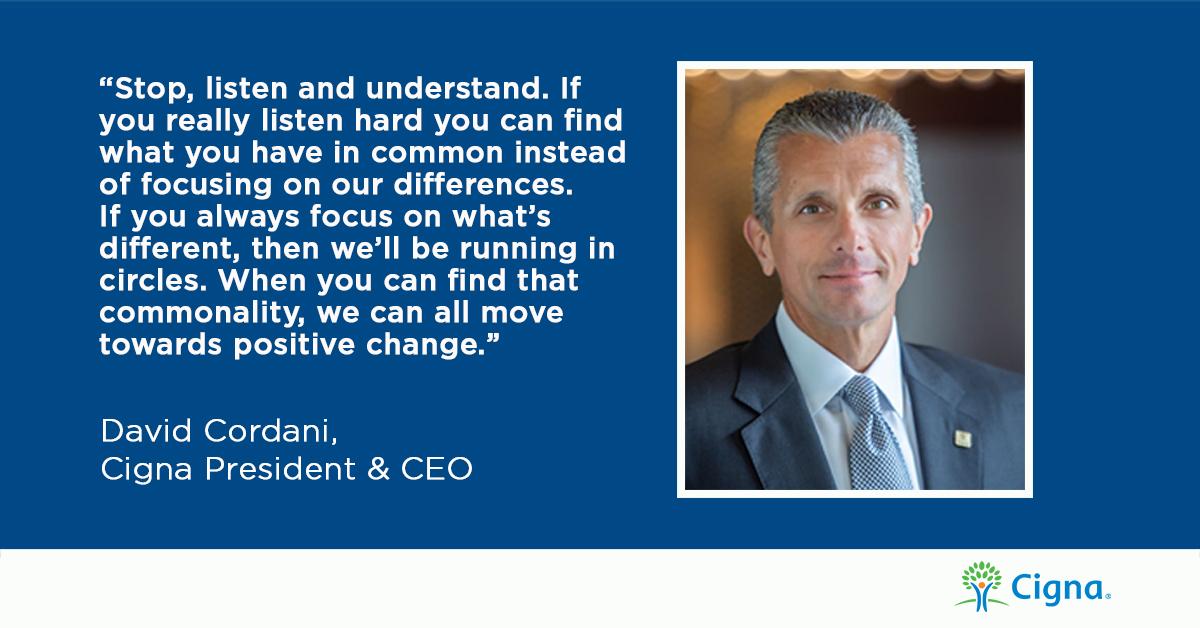 “Stop, listen and understand. If
you really listen hard you can find
what you have in common instead
of focusing on our differences.
If you always focus on what’s
different, then we’ll be running in
circles. When you can find that
commonality, we can all move
towards positive change.”
David Cordani,
Cigna President & CEO
Cigna®